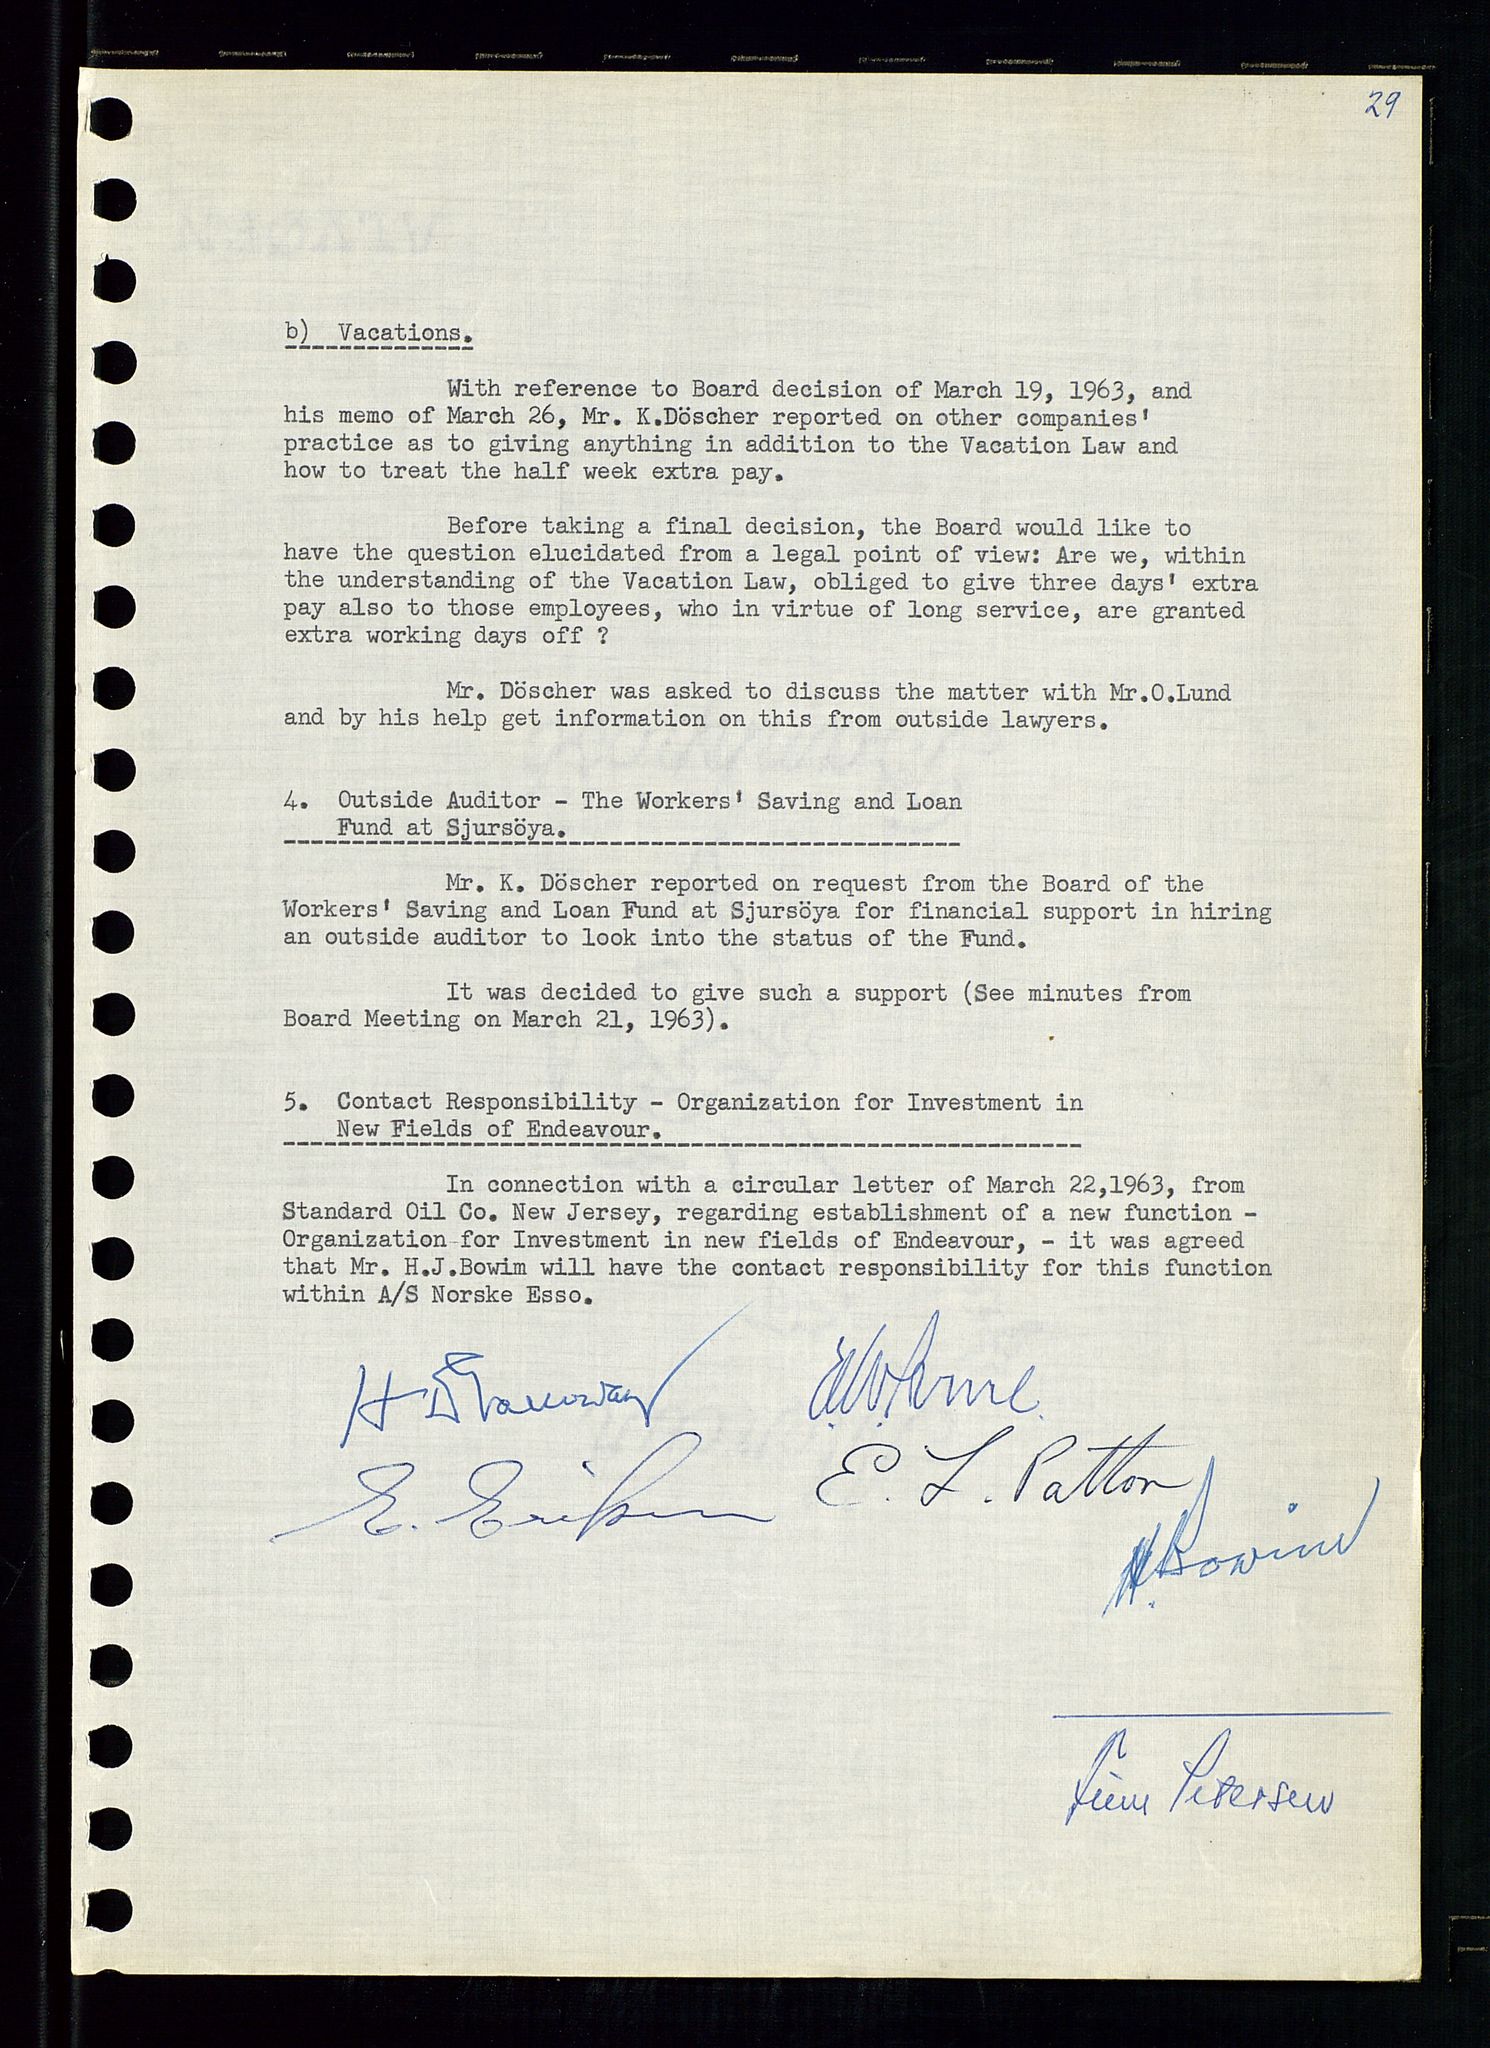 29
b) Vacations.
With reference to Board decision of March 19, 1963, and
his memo of March 26, Mr. K.Döscher reported on other companies'
practice as to giving anything in addition to the Vacation Law and
how to treat the half week extra pay.
Before taking a final decision, the Board would like to
have the question elucidated from a legal point of view: Are we, within
the understanding of the Vacation Law, obliged to give three days' extra
pay also to those employees, who in virtue of long service, are granted
extra working days off ?
Mr. Döscher was asked to discuss the matter with Mr.O.Lund
and by his help get information on this from outside lawyers.
4. Outside Auditor - The Workers' Saving and Loan
Fund at Sjursöya.
Mr. K. Döscher reported on request from the Board of the
Workers' Saving and Loan Fund at Sjursöya for financial support in hiring
an outside auditor to look into the status of the Fund.
It was decided to give such a support (See minutes from
Board Meeting on March 21, 1963).
5. Contact Responsibility - Organization for Investment in
New Fields of Endeavour.
In connection with a circular letter of March 22,1963, from
Standard Oil Co. New Jersey, regarding establishment of a new function -
Organization for Investment in new fields of Endeavour, - it was agreed
that Mr. H.J.Bowim will have the contact responsibility for this function
within A/S Norske Esso.
E. L. Patton
Petersen